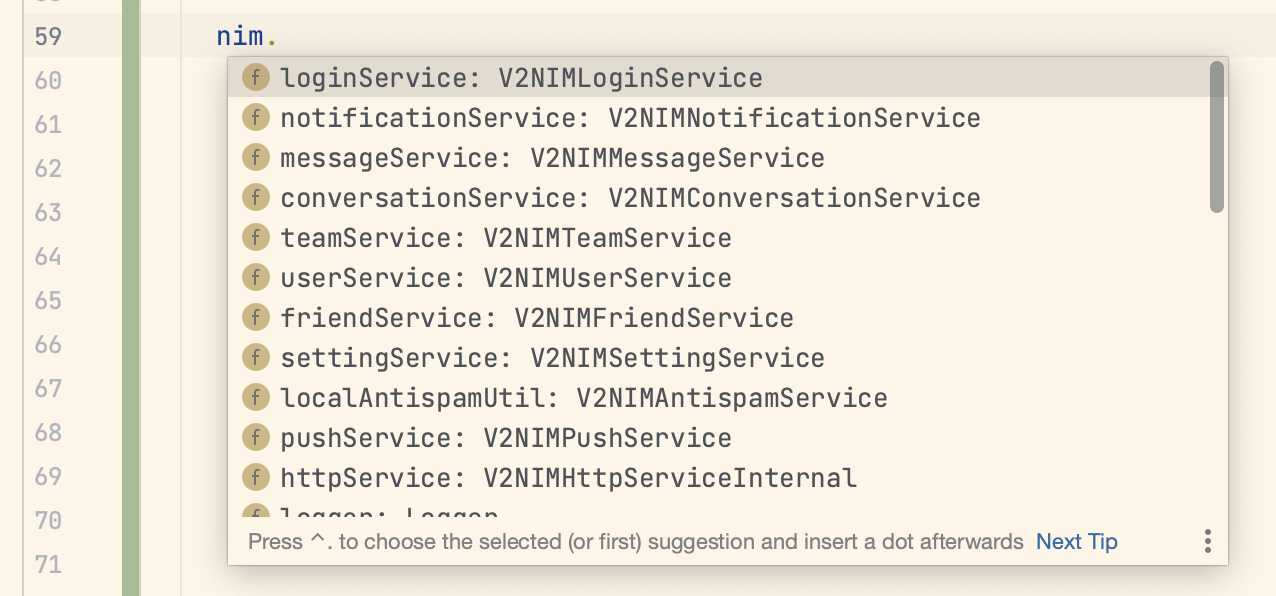 59 nim.
60 f loginService: V2NIMLoginService
61 f notificationService: V2NIMNotificationService
62 f messageService: V2NIMMessageService
63 f conversationService: V2NIMConversationService
64 f teamService: V2NIMTeamService
65 f userService: V2NIMUserService
66 f friendService: V2NIMFriendService
67 f settingService: V2NIMSettingService
68 f localAntispamUtil: V2NIMAntispamService
69 f pushService: V2NIMPushService
70 f httpService: V2NIMHttpServiceInternal
71 Press ^. to choose the selected (or first) suggestion and insert a dot afterwards Next Tip